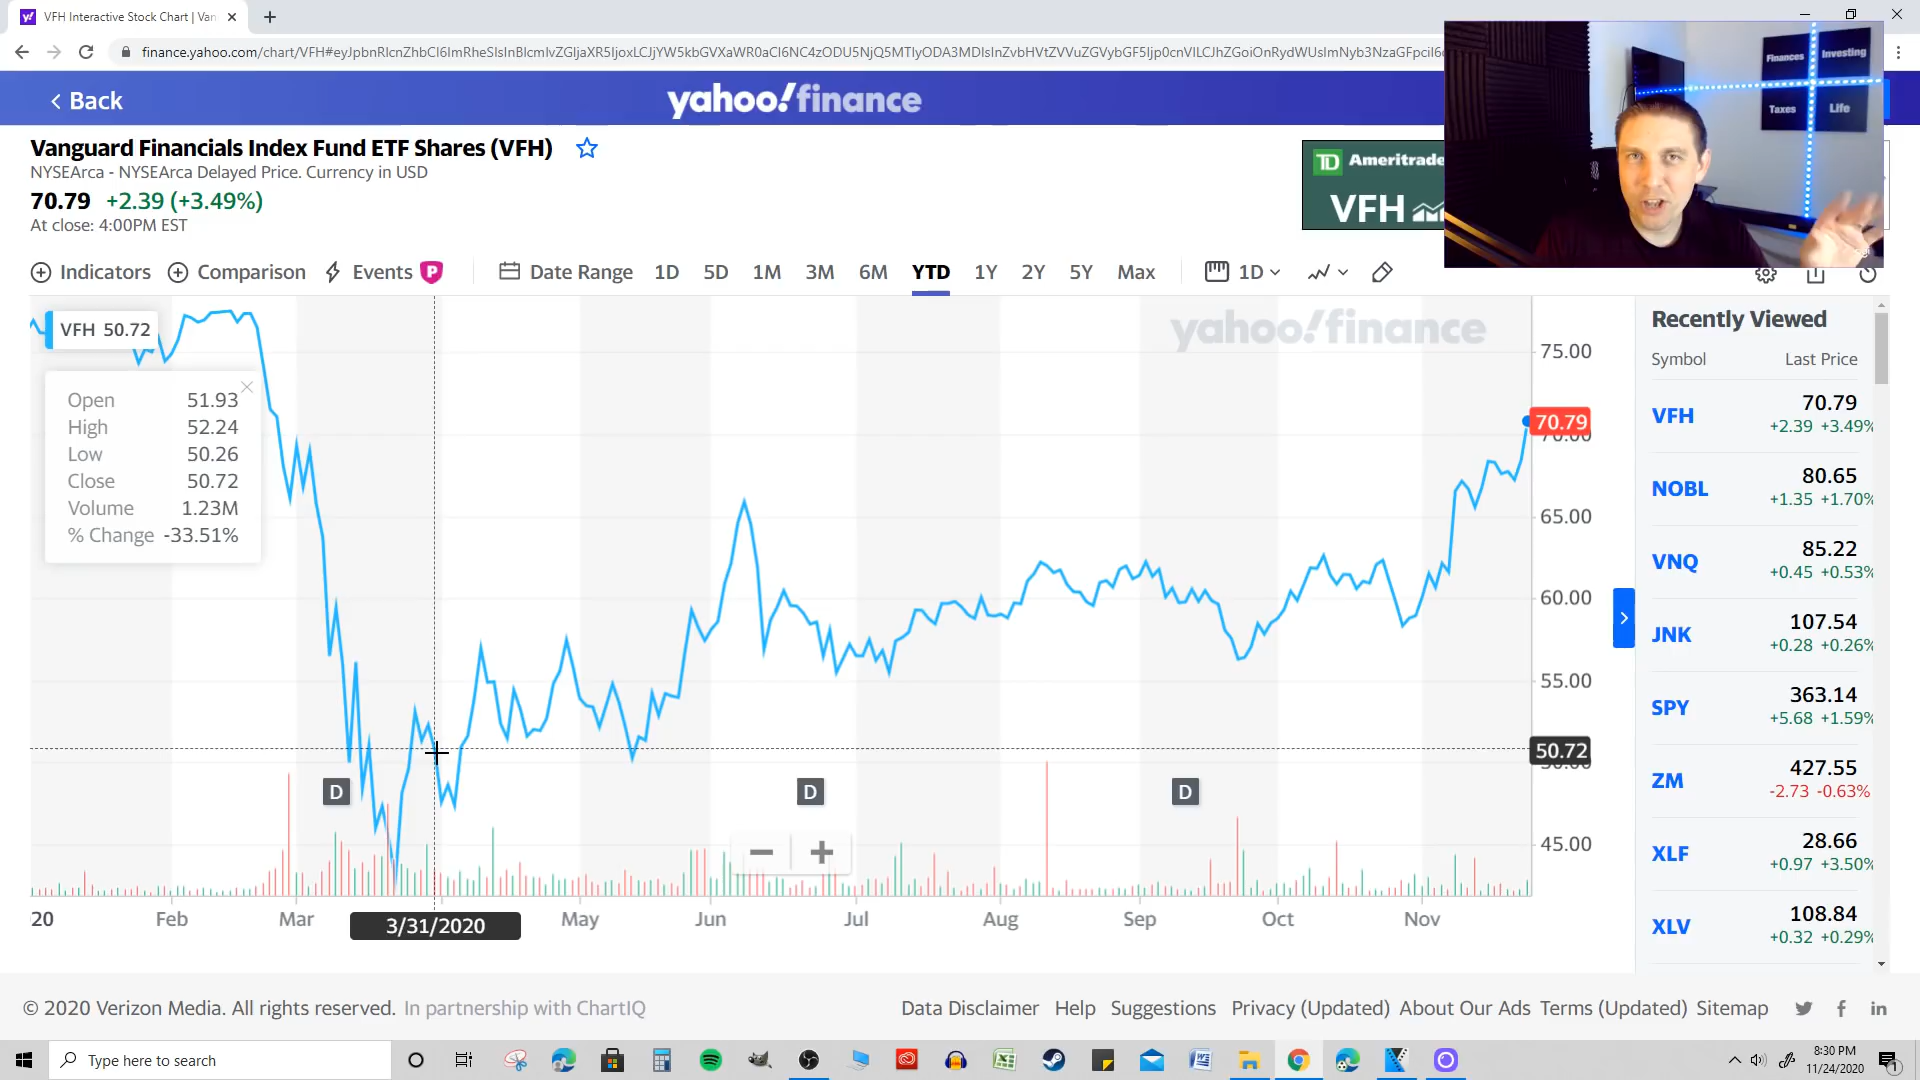 VFH Interactive Stock Chart | Van
finance.yahoo.com/chart/VFH#
Back
yahoo!finance
Finances
Investing
Taxes
Life
Vanguard Financials Index Fund ETF Shares (VFH)
NYSEArca - NYSEArca Delayed Price. Currency in USD
70.79 +2.39 (+3.49%)
At close: 4:00PM EST
TD Ameritrade
VFH
Indicators Comparison Events P Date Range 1D 5D 1M 3M 6M YTD 1Y 2Y 5Y Max 1D
VFH 50.72
yahoo!finance
Open 51.93
High 52.24
Low 50.26
Close 50.72
Volume 1.23M
% Change -33.51%
75.00
70.79
70.00
65.00
60.00
55.00
50.72
50.00
45.00
D D D
20 Feb Mar 3/31/2020 May Jun Jul Aug Sep Oct Nov
Recently Viewed
Symbol Last Price
VFH 70.79
+2.39 +3.49%
NOBL 80.65
+1.35 +1.70%
VNQ 85.22
+0.45 +0.53%
JNK 107.54
+0.28 +0.26%
SPY 363.14
+5.68 +1.59%
ZM 427.55
-2.73 -0.63%
XLF 28.66
+0.97 +3.50%
XLV 108.84
+0.32 +0.29%
© 2020 Verizon Media. All rights reserved. In partnership with ChartIQ
Data Disclaimer Help Suggestions Privacy (Updated) About Our Ads Terms (Updated) Sitemap
Type here to search
8:30 PM
11/24/2020